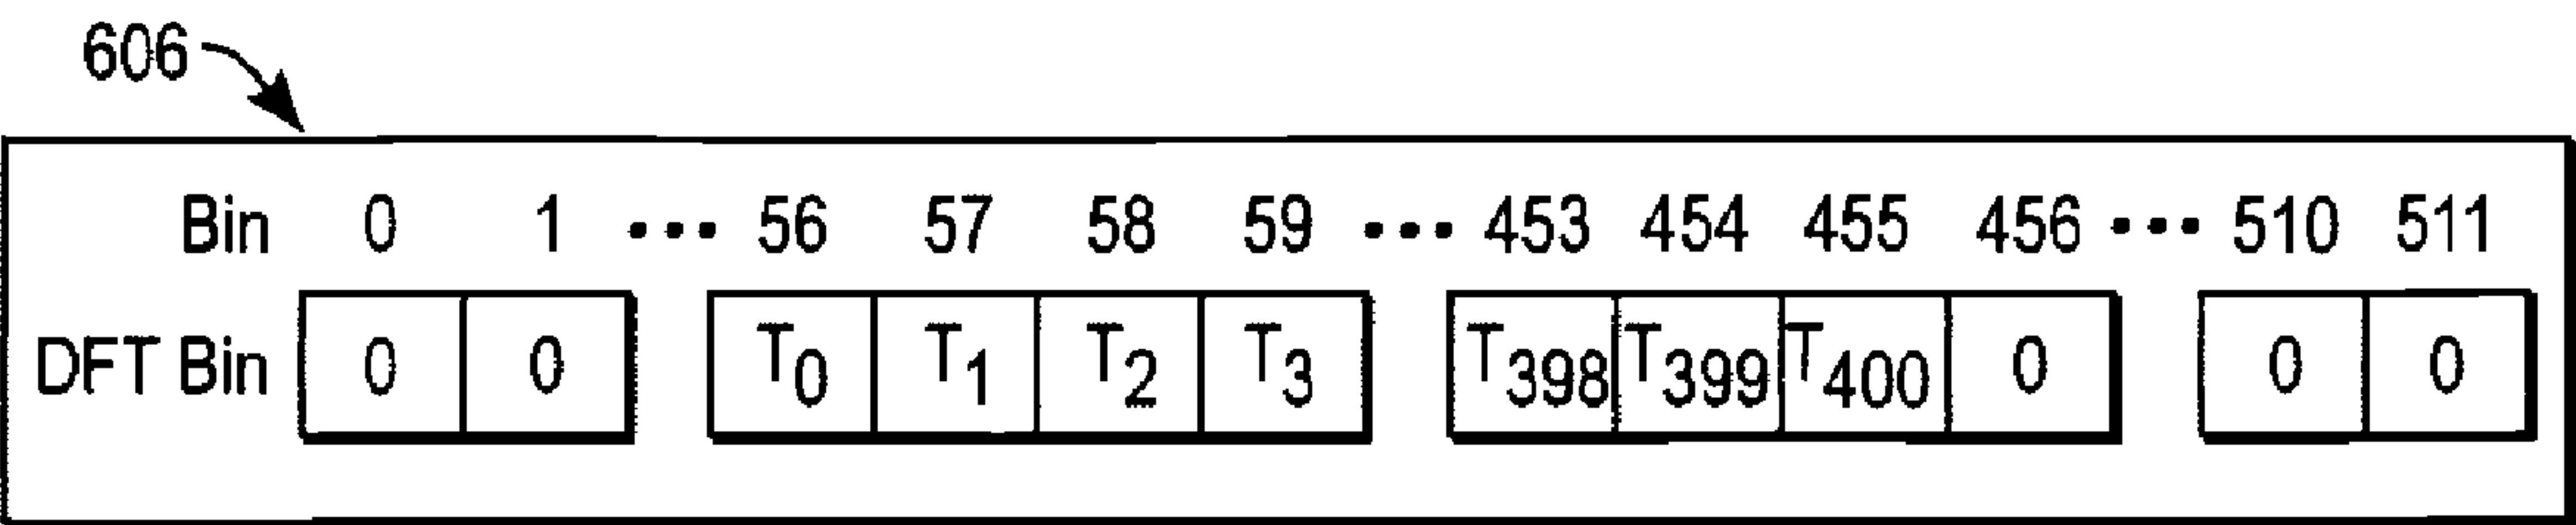 606
Bin 0 1 ••• 56 57 58 59 ••• 453 454 455 456 ••• 510 511
DFT Bin 0 0 T0 T1 T2 T3 T398 T399 T400 0 0 0